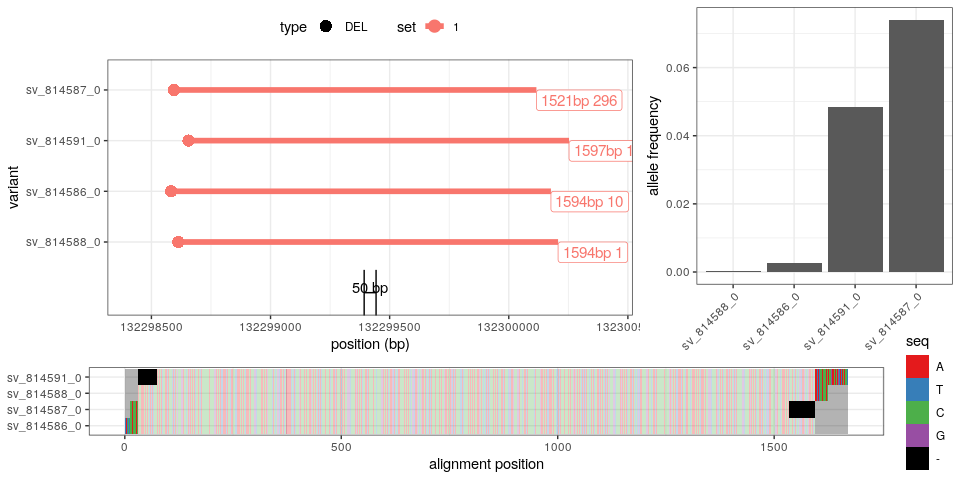 type DEL set 1
sv_814587_0
sv_814591_0
sv_814586_0
sv_814588_0
variant
1521bp 296
1597bp 1
1594bp 10
1594bp 1
50 bp
132298500 132299000 132299500 132300000
position (bp)
allele frequency
0.06
0.04
0.02
0.00
sv_814588_0
sv_814586_0
sv_814591_0
sv_814587_0
sv_814591_0
sv_814588_0
sv_814587_0
sv_814586_0
0 500 1000 1500
alignment position
seq
A
T
C
G
-